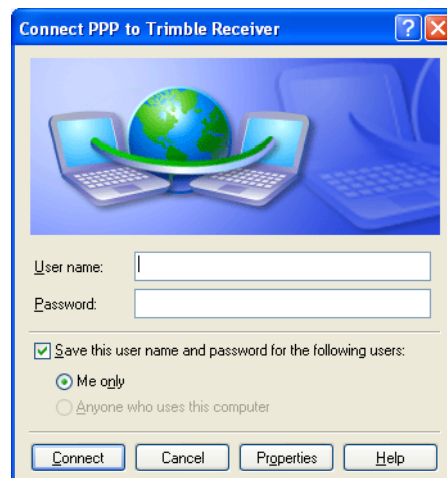 Connect PPP to Trimble Receiver
User name:
Password:
Save this user name and password for the following users:
Me only
Anyone who uses this computer
Connect Cancel Properties Help